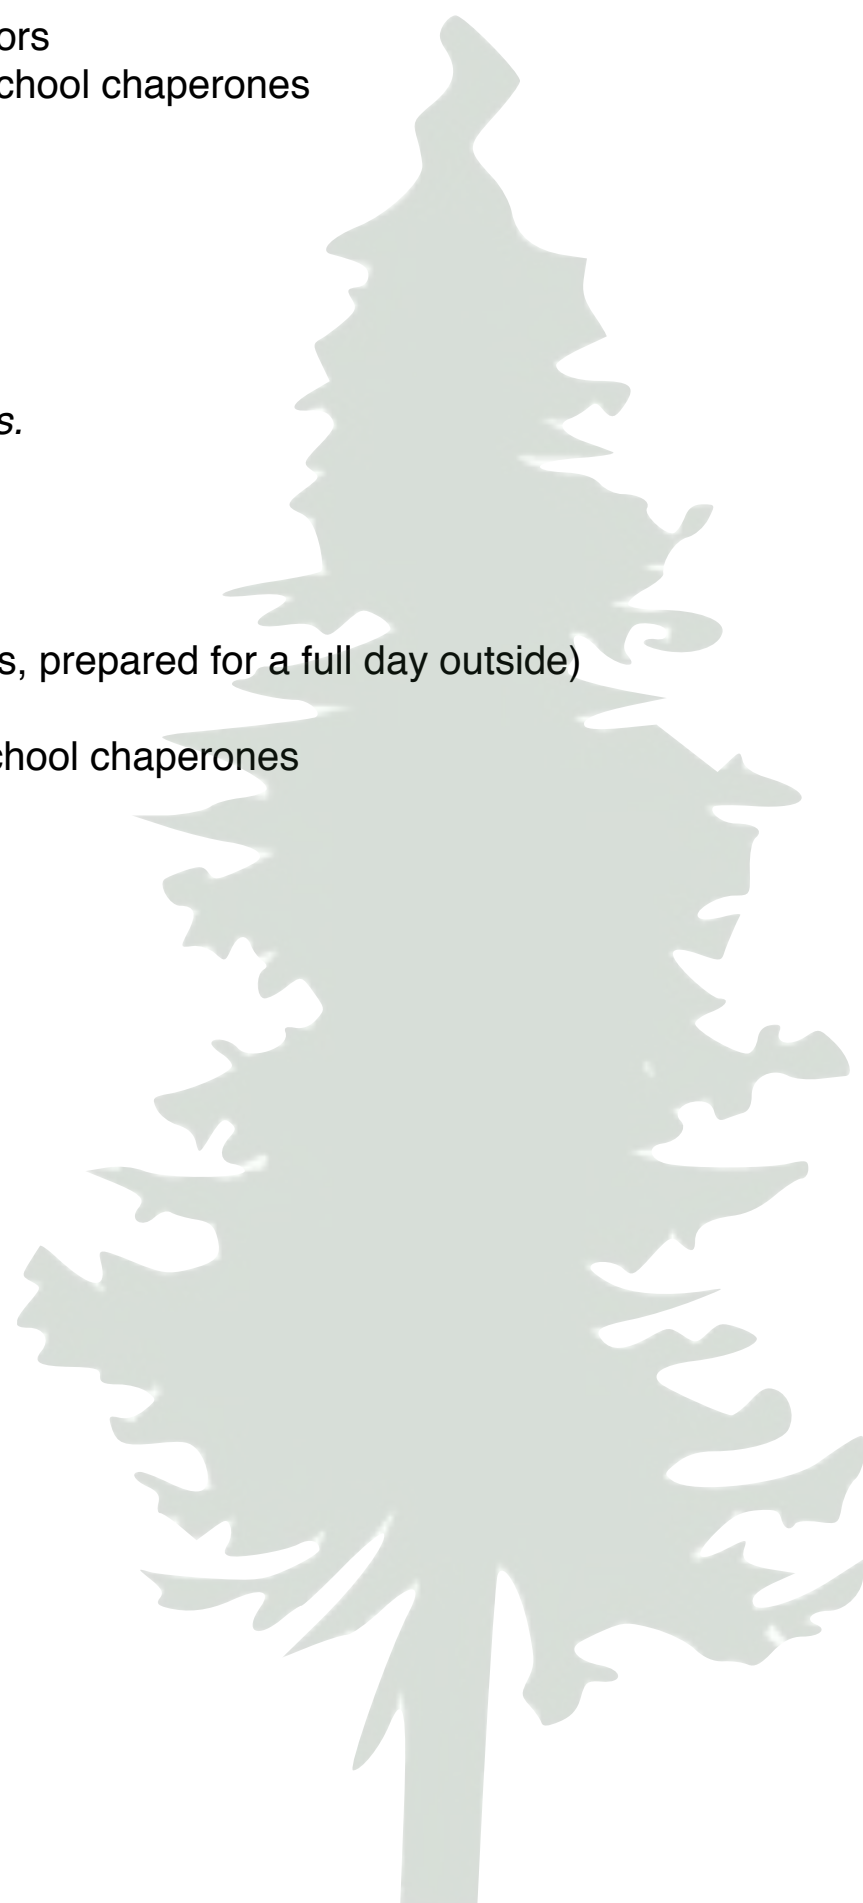 ors
chool chaperones
s.
s, prepared for a full day outside)
chool chaperones